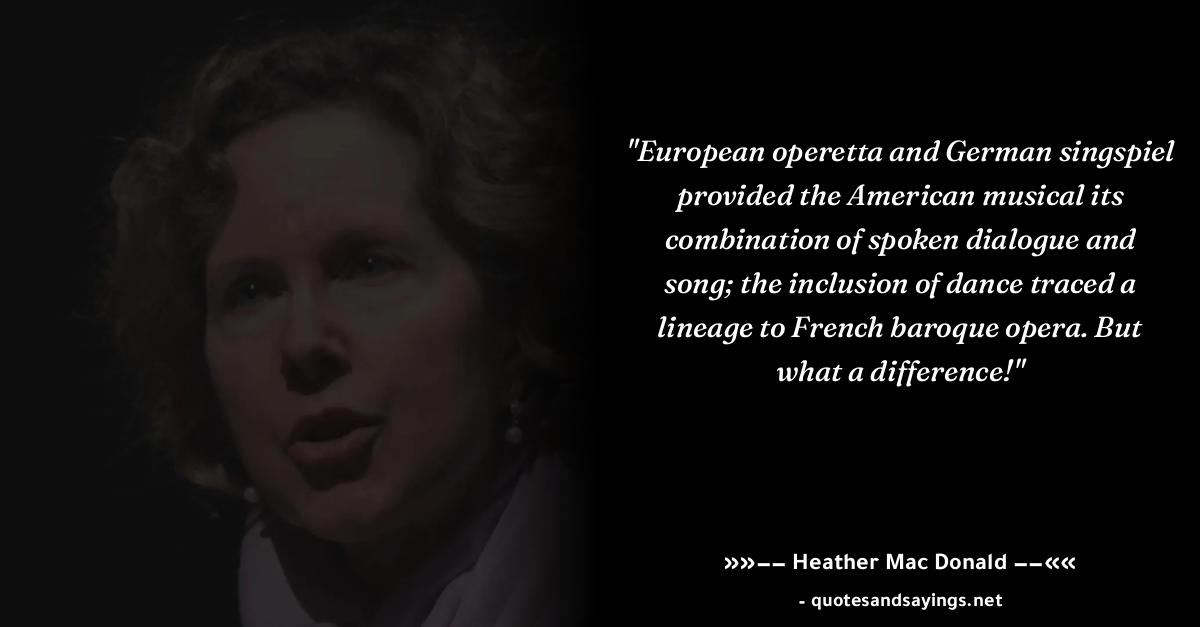 "European operetta and German singspiel
provided the American musical its
combination of spoken dialogue and
song; the inclusion of dance traced a
lineage to French baroque opera. But
what a difference!"
»»−− Heather Mac Donald −−««
- quotesandsayings.net